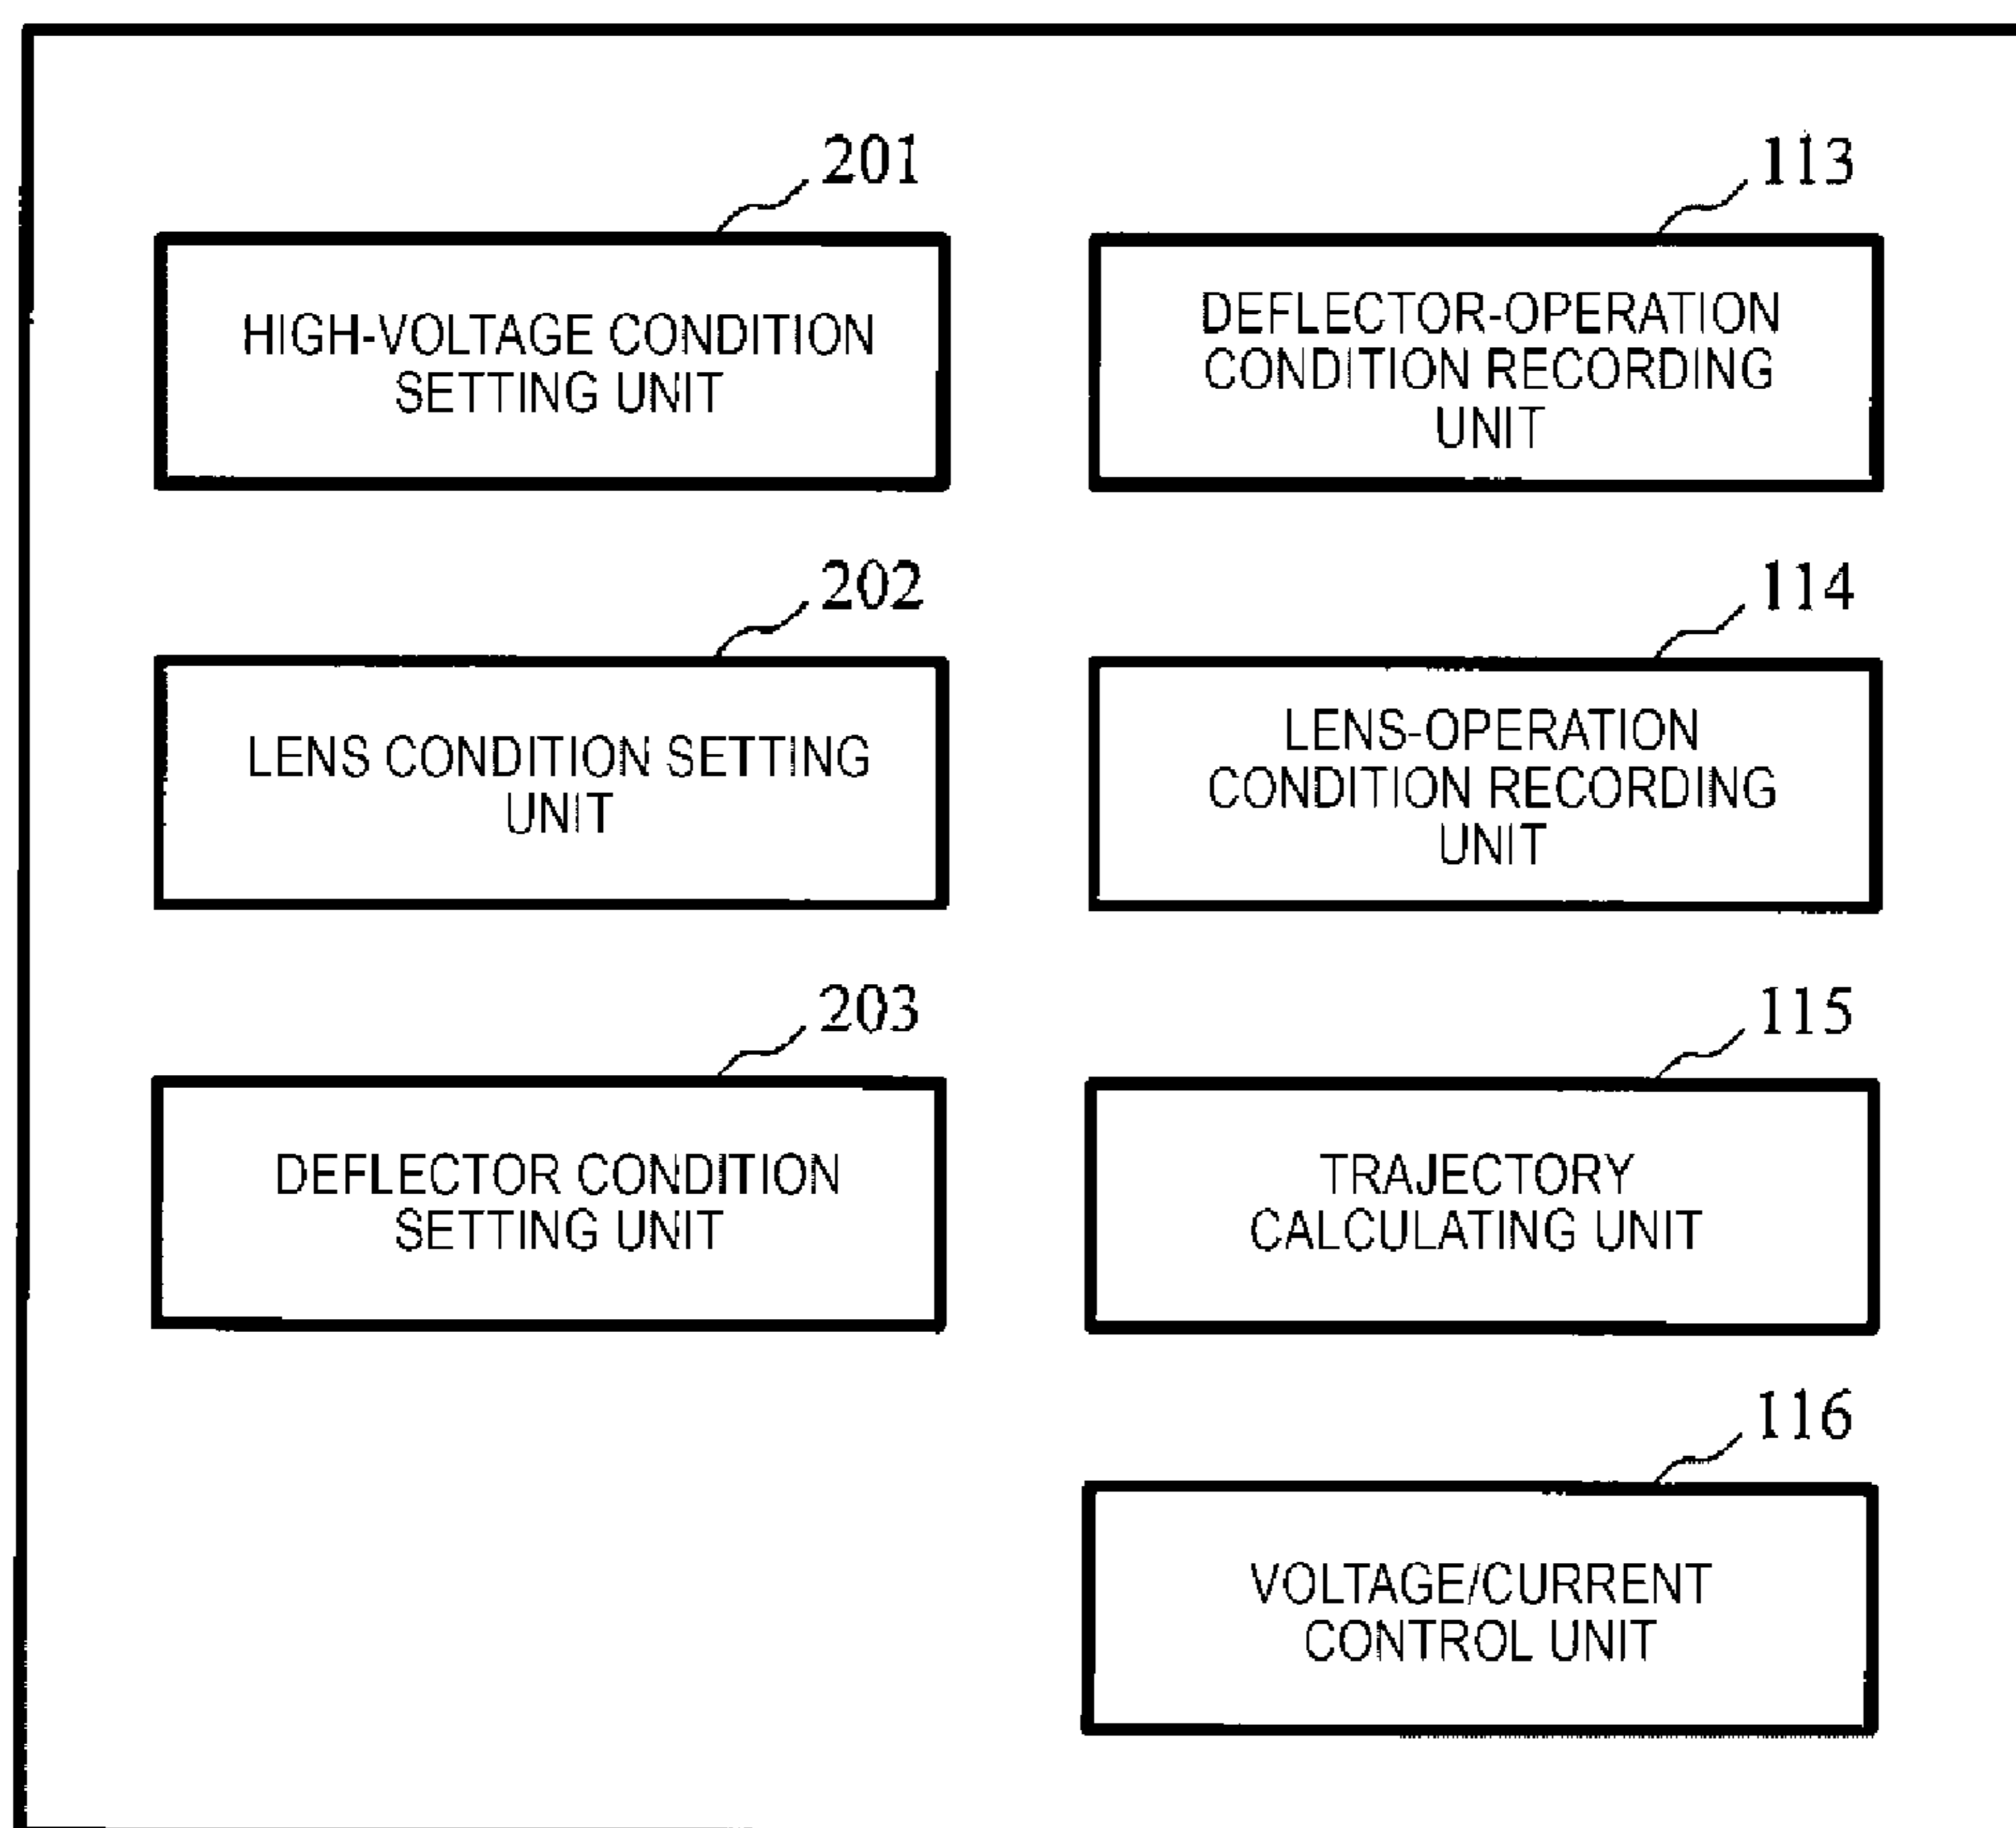 201
HIGH-VOLTAGE CONDITION
SETTING UNIT
113
DEFLECTOR-OPERATION
CONDITION RECORDING
UNIT
202
LENS CONDITION SETTING
UNIT
114
LENS-OPERATION
CONDITION RECORDING
UNIT
203
DEFLECTOR CONDITION
SETTING UNIT
115
TRAJECTORY
CALCULATING UNIT
116
VOLTAGE/CURRENT
CONTROL UNIT